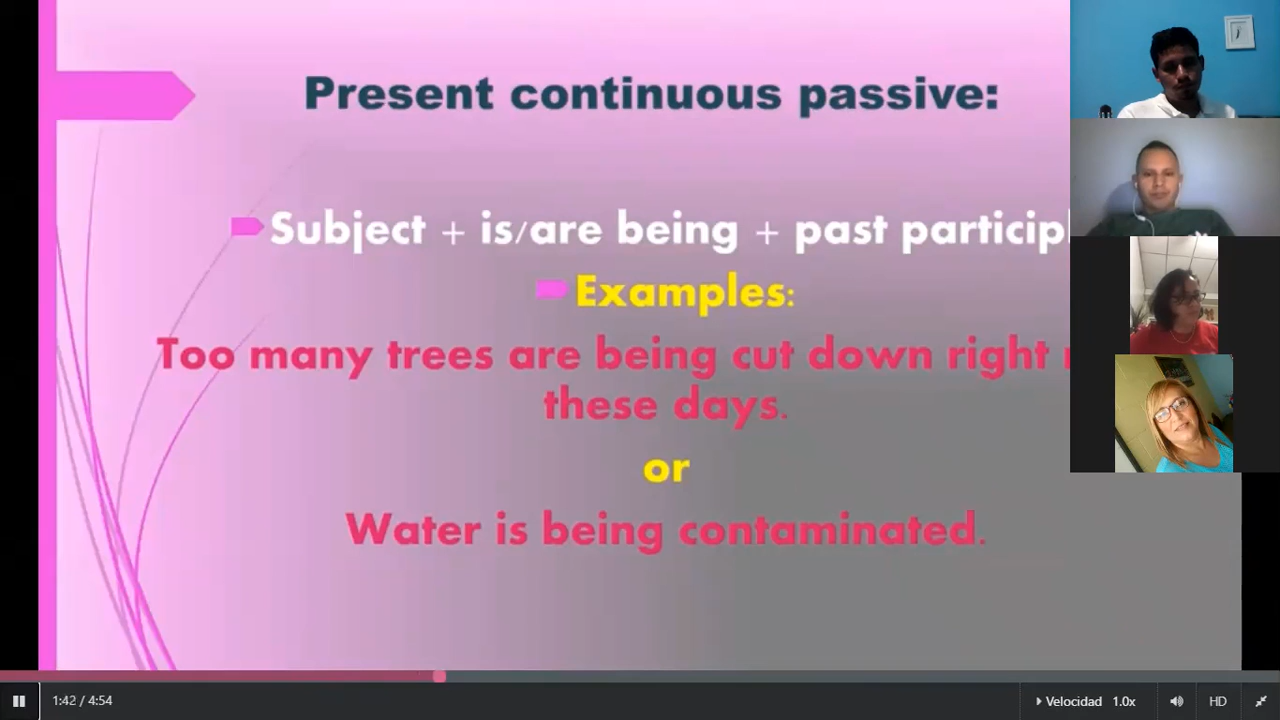 Present continuous passive:
Subject + is/are being + past
Examples:
Too many trees are being cut down right
these days.
or
Water is being contaminated.
1:42 / 4:54
Velocidad 1.0x
HD